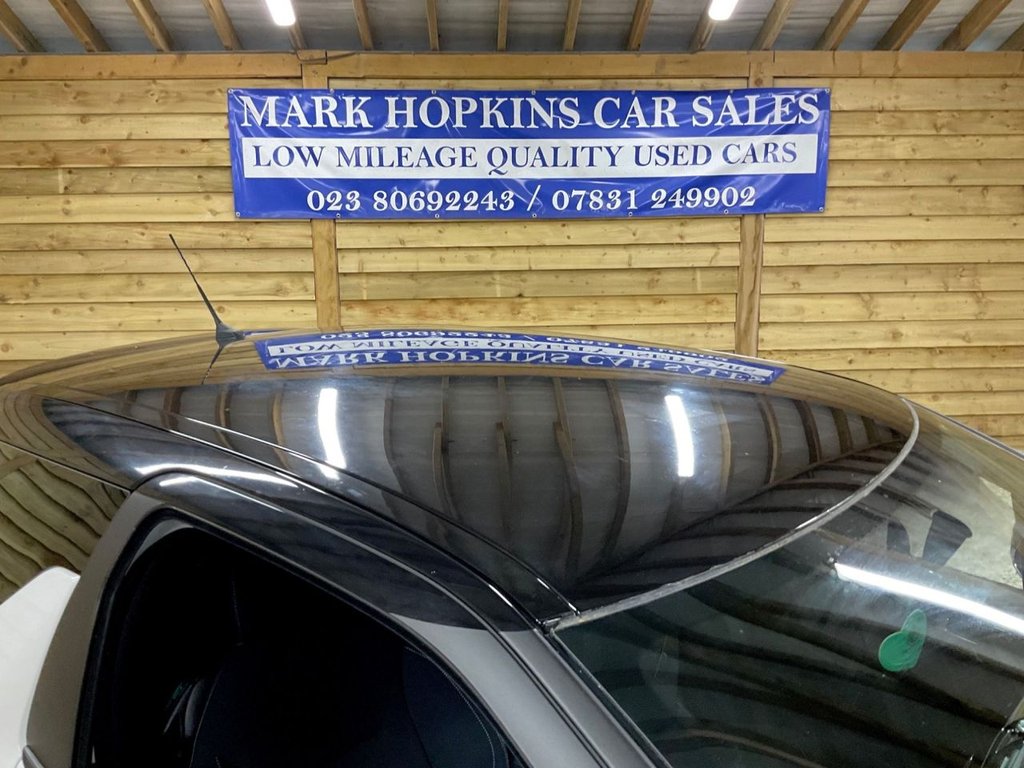 MARK HOPKINS CAR SALES
LOW MILEAGE QUALITY USED CARS
023 80692243 / 07831 249902